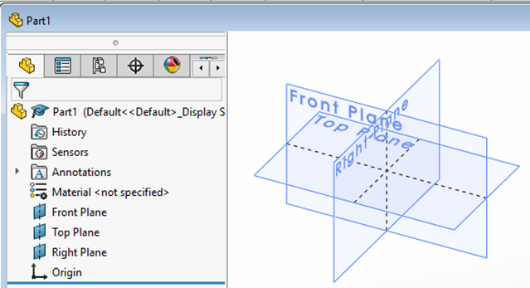 Part1
Part1 (Default<<Default>_Display S
History
Sensors
Annotations
Material <not specified>
Front Plane
Top Plane
Right Plane
Origin
Front Plane
Top Plane
Right Plane